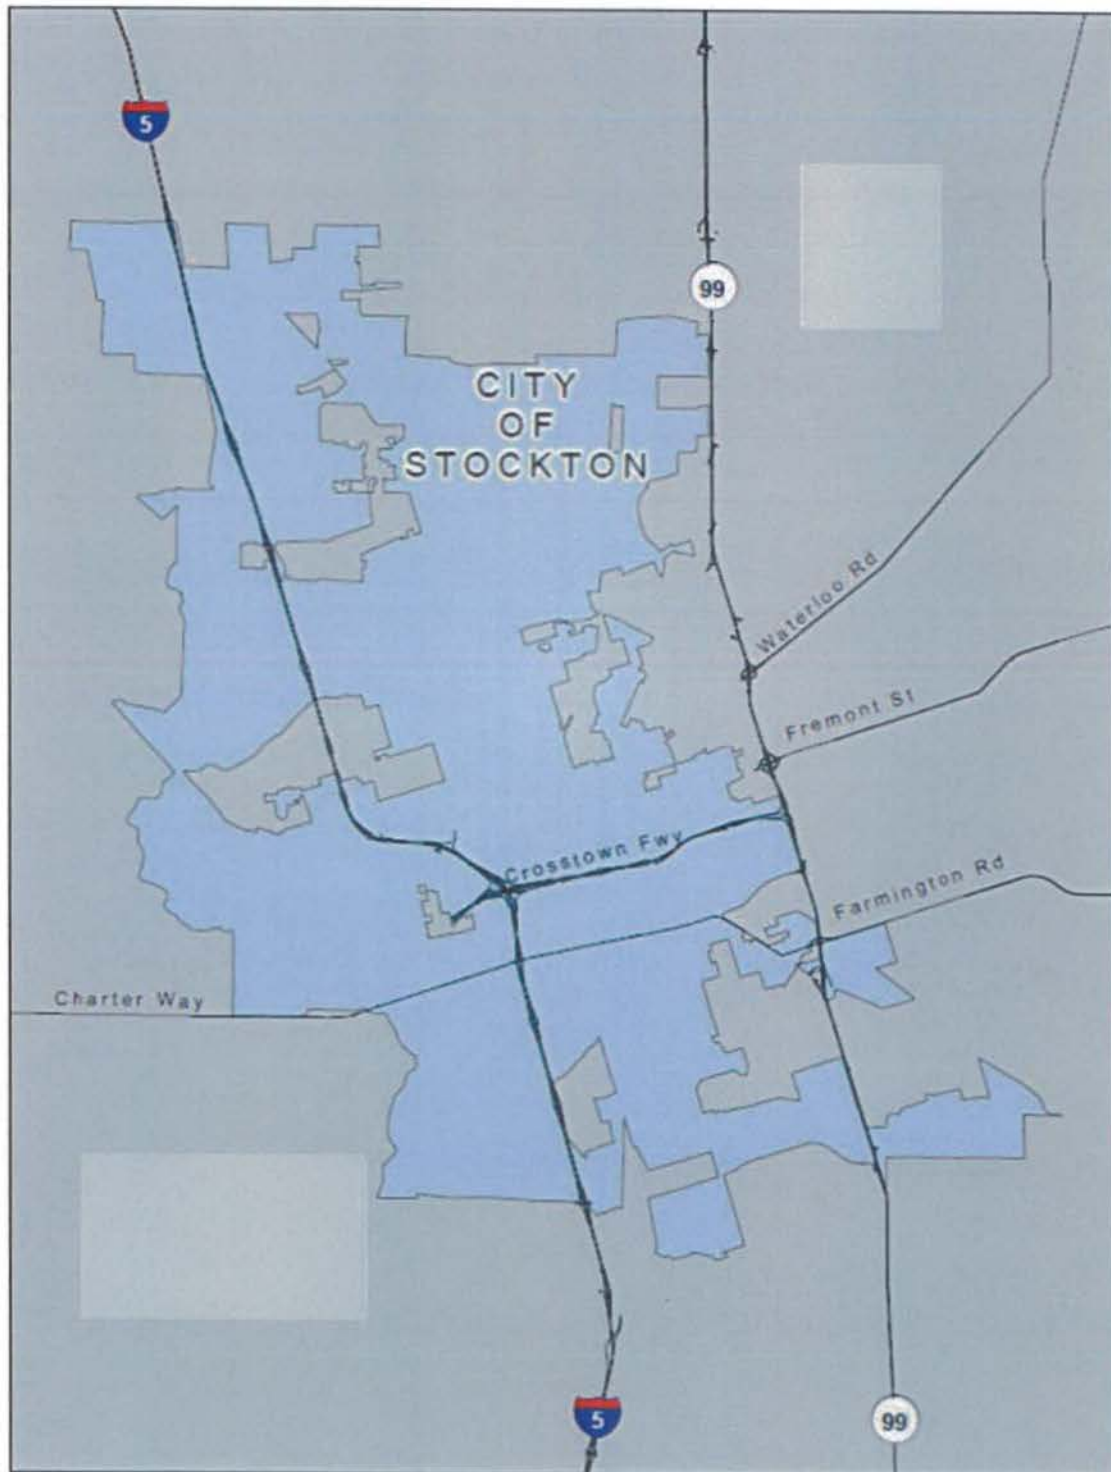 5
99
CITY
OF
STOCKTON
Waterloo Rd
Fremont St
Crosstown Fwy
Farmington Rd
Charter Way
5
99